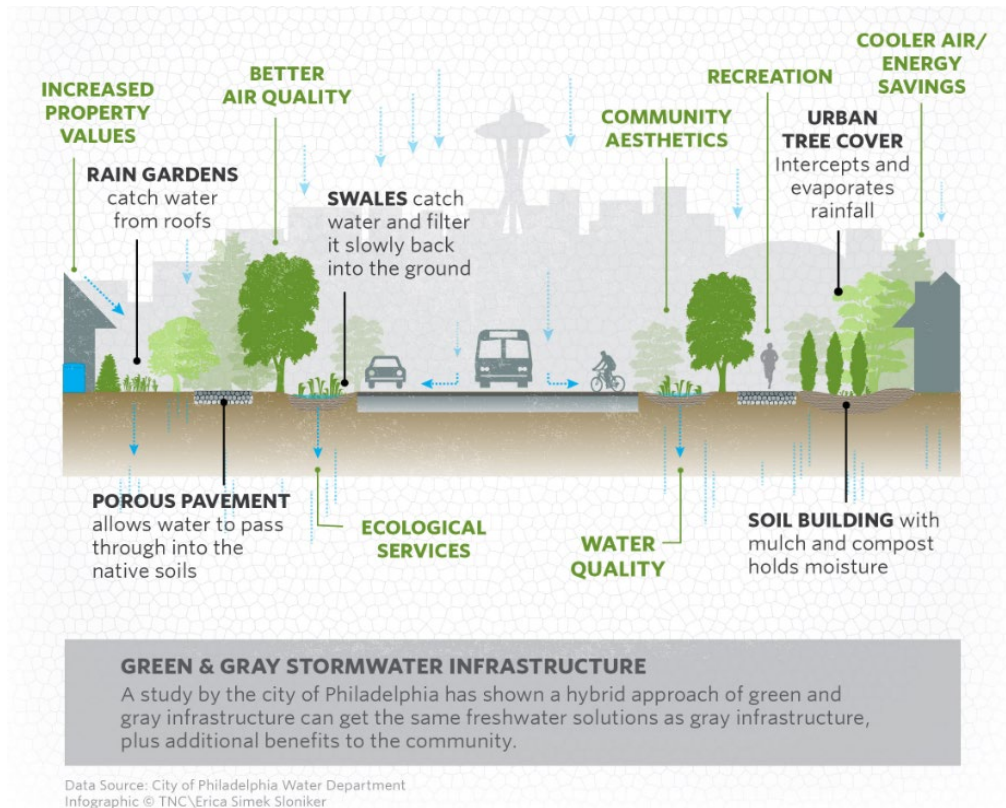 INCREASED
PROPERTY
VALUES
BETTER
AIR QUALITY
COMMUNITY
AESTHETICS
RECREATION
COOLER AIR/
ENERGY
SAVINGS
RAIN GARDENS
catch water
from roofs
SWALES catch
water and filter
it slowly back
into the ground
URBAN
TREE COVER
Intercepts and
evaporates
rainfall
POROUS PAVEMENT
allows water to pass
through into the
native soils
ECOLOGICAL
SERVICES
WATER
QUALITY
SOIL BUILDING with
mulch and compost
holds moisture
GREEN & GRAY STORMWATER INFRASTRUCTURE
A study by the city of Philadelphia has shown a hybrid approach of green and
gray infrastructure can get the same freshwater solutions as gray infrastructure,
plus additional benefits to the community.
Data Source: City of Philadelphia Water Department
Infographic © TNC\Erica Simek Sloniker